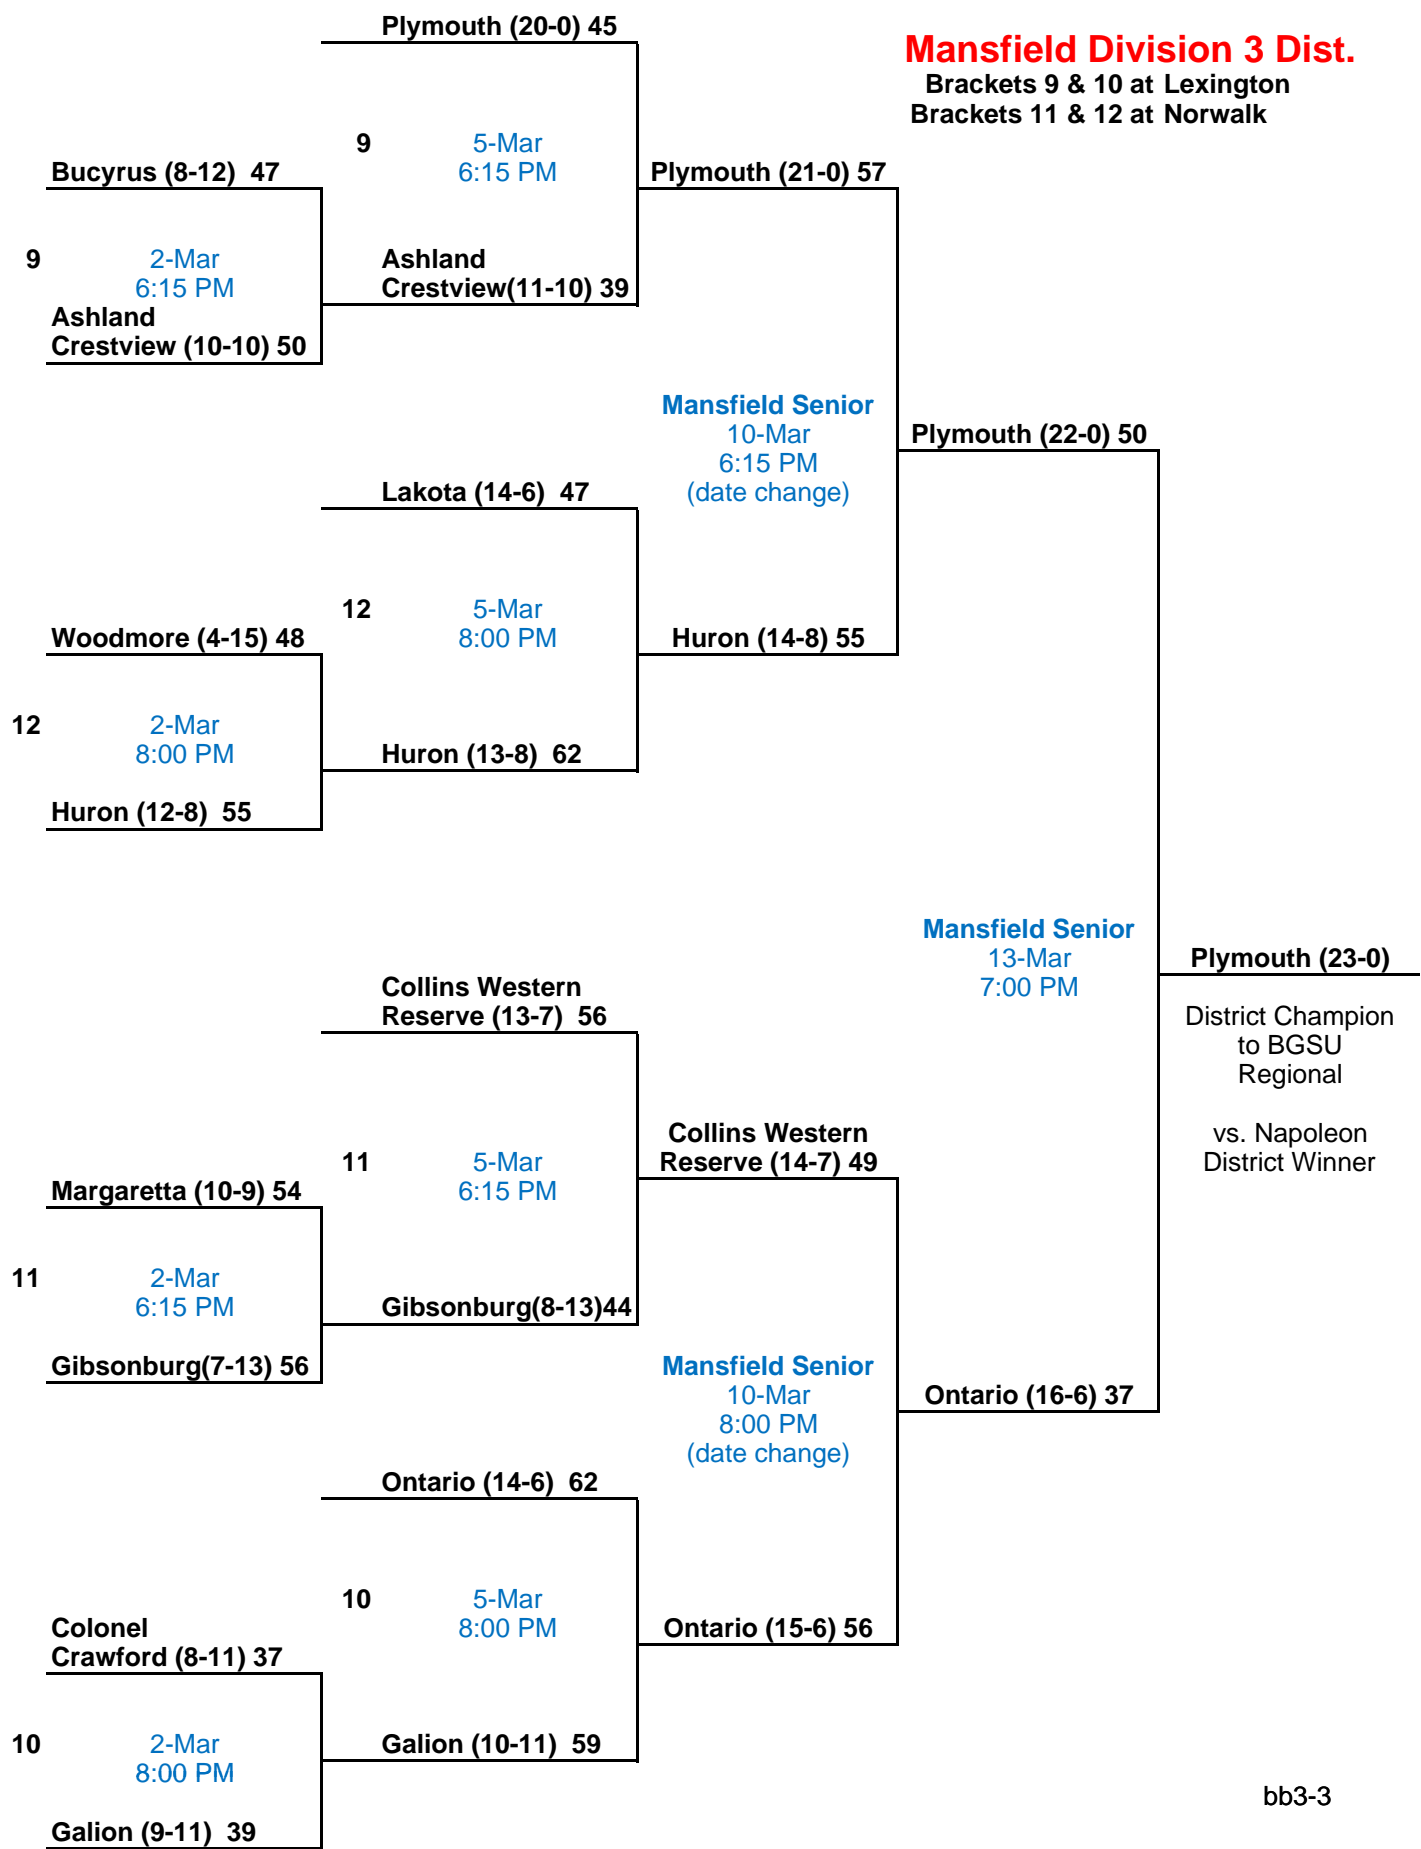 Plymouth (20-0) 45
Mansfield Division 3 Dist.
Brackets 9 & 10 at Lexington
Brackets 11 & 12 at Norwalk
9
5-Mar
6:15 PM
Bucyrus (8-12) 47
Plymouth (21-0) 57
9
2-Mar
6:15 PM
Ashland
Crestview(11-10) 39
Ashland
Crestview (10-10) 50
Mansfield Senior
10-Mar
6:15 PM
(date change)
Plymouth (22-0) 50
Lakota (14-6) 47
12
5-Mar
8:00 PM
Woodmore (4-15) 48
Huron (14-8) 55
12
2-Mar
8:00 PM
Huron (13-8) 62
Huron (12-8) 55
Mansfield Senior
13-Mar
7:00 PM
Plymouth (23-0)
District Champion
to BGSU
Regional
vs. Napoleon
District Winner
Collins Western
Reserve (13-7) 56
Collins Western
Reserve (14-7) 49
11
5-Mar
6:15 PM
Margaretta (10-9) 54
11
2-Mar
6:15 PM
Gibsonburg(8-13)44
Gibsonburg(7-13) 56
Mansfield Senior
10-Mar
8:00 PM
(date change)
Ontario (16-6) 37
Ontario (14-6) 62
10
5-Mar
8:00 PM
Colonel
Crawford (8-11) 37
Ontario (15-6) 56
10
2-Mar
8:00 PM
Galion (10-11) 59
Galion (9-11) 39
bb3-3